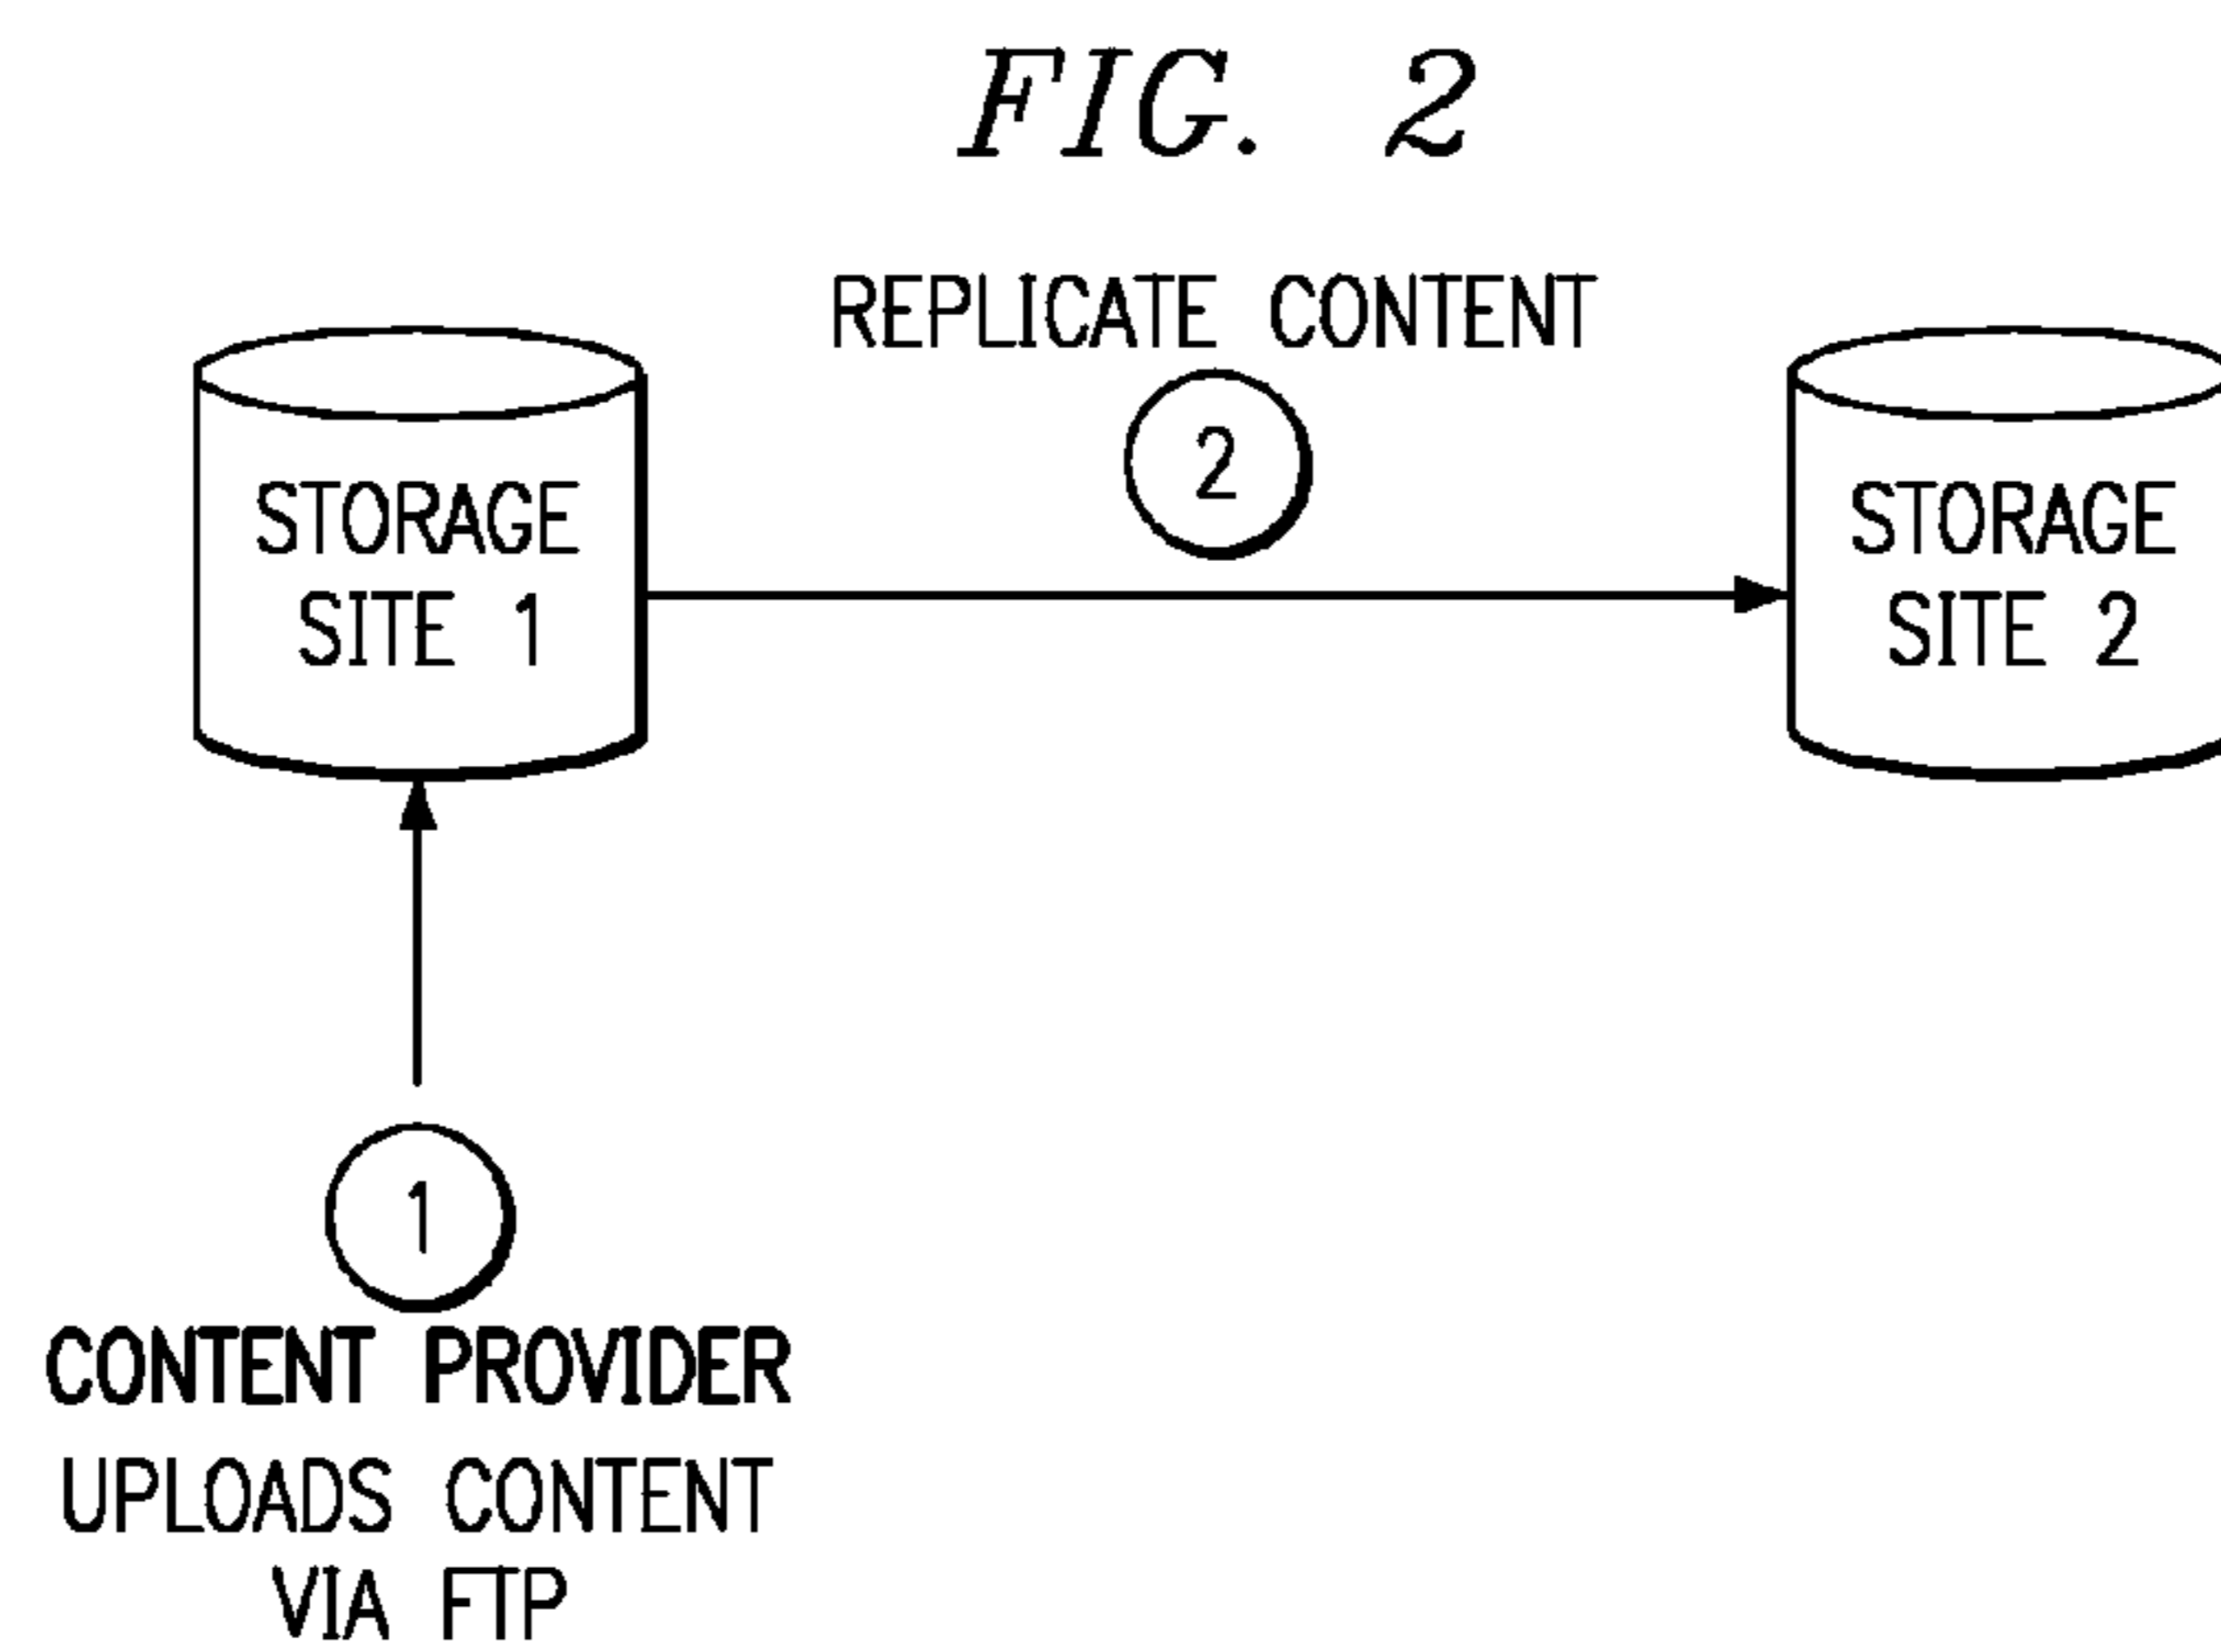 FIG. 2
REPLICATE CONTENT
2
STORAGE
SITE 1
STORAGE
SITE 2
1
CONTENT PROVIDER
UPLOADS CONTENT
VIA FTP